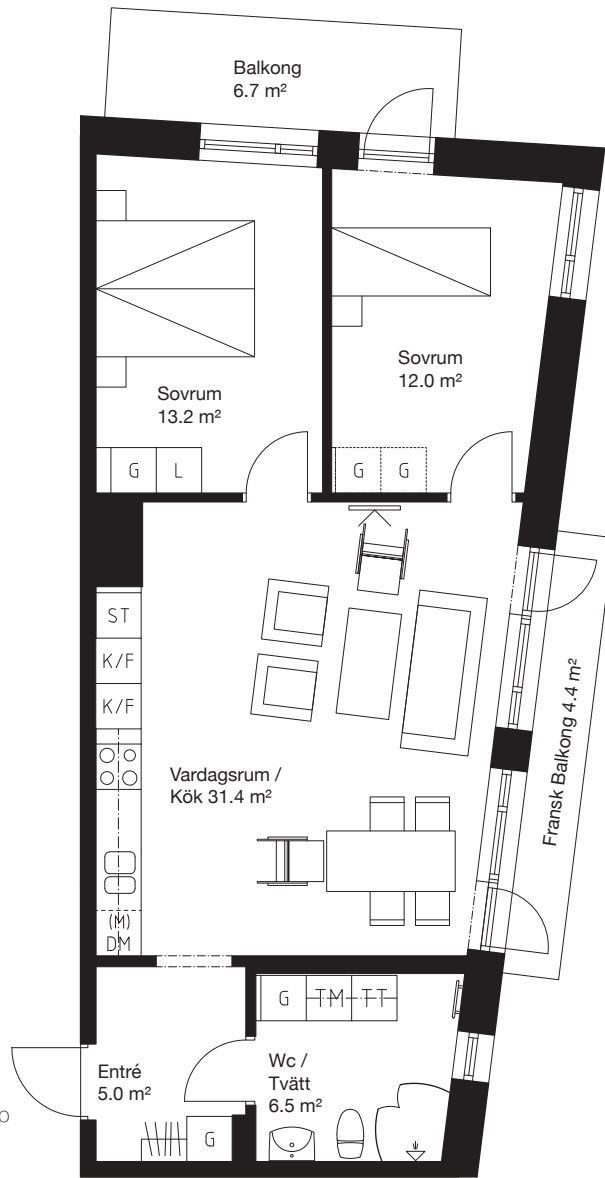 Balkong
6.7 m²
Sovrum
13.2 m²
Sovrum
12.0 m²
G L
G G
ST
K/F
K/F
Vardagsrum /
Kök 31.4 m²
Fransk Balkong 4.4 m²
(M)
DM
G TM TT
Entré
5.0 m²
Wc /
Tvätt
6.5 m²
p
G